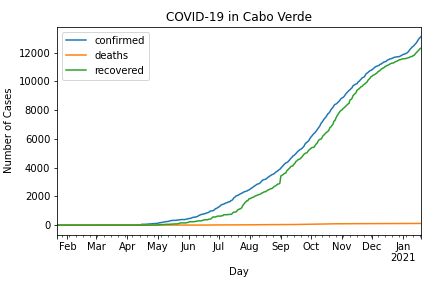 COVID-19 in Cabo Verde
confirmed
deaths
recovered
Number of Cases
12000
10000
8000
6000
4000
2000
0
Feb Mar Apr May Jun Jul Aug Sep Oct Nov Dec Jan
2021
Day